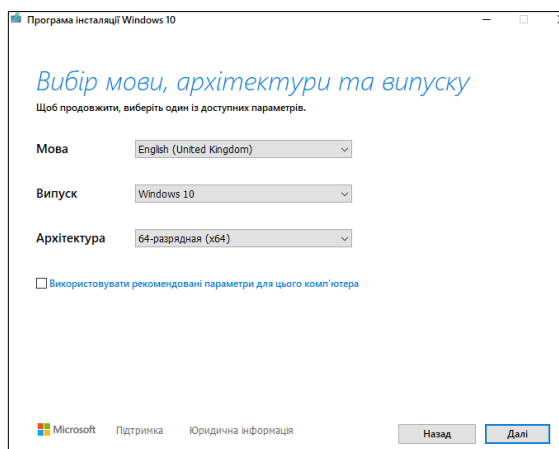 Програма інсталяції Windows 10
Вибір мови, архітектури та випуску
Щоб продовжити, виберіть один із доступних параметрів.
Мова English (United Kingdom)
Випуск Windows 10
Архітектура 64-разрядная (x64)
Використовувати рекомендовані параметри для цього комп'ютера
Microsoft Підтримка Юридична інформація Назад Далі